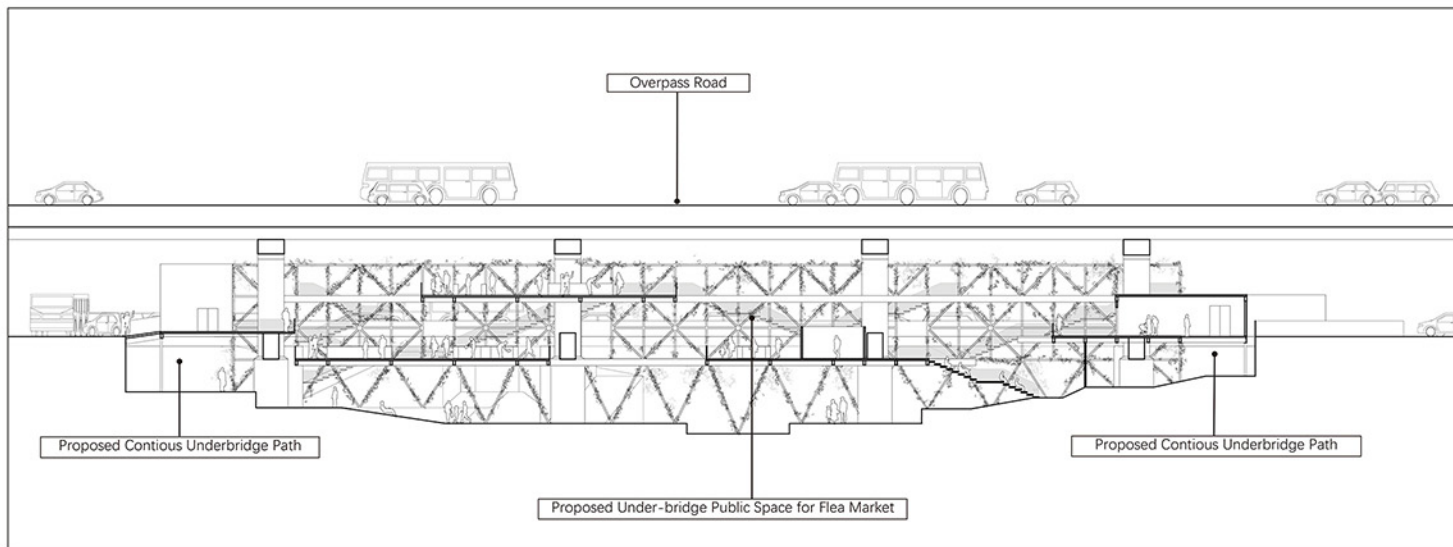 Overpass Road
Proposed Contious Underbridge Path
Proposed Contious Underbridge Path
Proposed Under-bridge Public Space for Flea Market